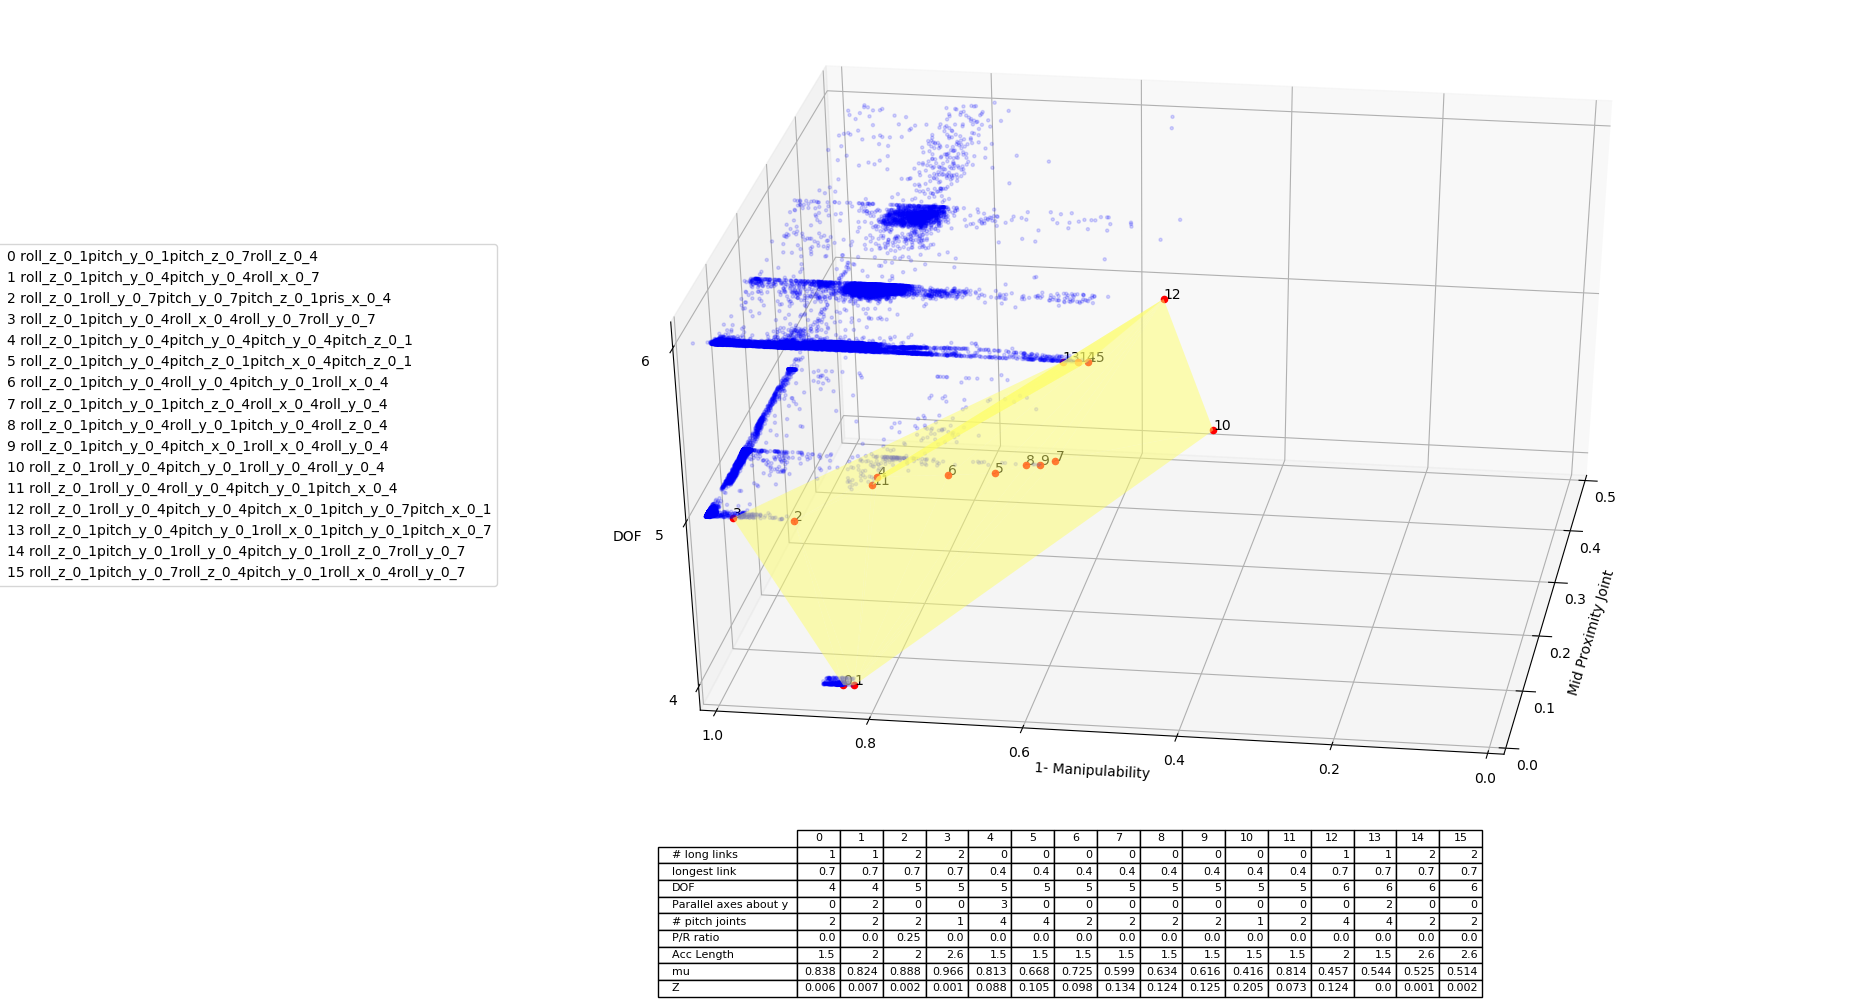 0 roll_z_0_1pitch_y_0_1pitch_z_0_7roll_z_0_4
1 roll_z_0_1pitch_y_0_4pitch_y_0_4roll_x_0_7
2 roll_z_0_1roll_y_0_7pitch_y_0_7pitch_z_0_1pris_x_0_4
3 roll_z_0_1pitch_y_0_4roll_x_0_4roll_y_0_7roll_y_0_7
4 roll_z_0_1pitch_y_0_4pitch_y_0_4pitch_y_0_4pitch_z_0_1
5 roll_z_0_1pitch_y_0_4pitch_z_0_1pitch_x_0_4pitch_z_0_1
6 roll_z_0_1pitch_y_0_4roll_y_0_4pitch_y_0_1roll_x_0_4
7 roll_z_0_1pitch_y_0_1pitch_z_0_4roll_x_0_4roll_y_0_4
8 roll_z_0_1pitch_y_0_4roll_y_0_1pitch_y_0_4roll_z_0_4
9 roll_z_0_1pitch_y_0_4pitch_x_0_1roll_x_0_4roll_y_0_4
10 roll_z_0_1roll_y_0_4pitch_y_0_1roll_y_0_4roll_y_0_4
11 roll_z_0_1roll_y_0_4roll_y_0_4pitch_y_0_1pitch_x_0_4
12 roll_z_0_1roll_y_0_4pitch_y_0_4pitch_x_0_1pitch_y_0_7pitch_x_0_1
13 roll_z_0_1pitch_y_0_4pitch_y_0_1roll_x_0_1pitch_y_0_1pitch_x_0_7
14 roll_z_0_1pitch_y_0_1roll_y_0_4pitch_y_0_1roll_z_0_7roll_y_0_7
15 roll_z_0_1pitch_y_0_7roll_z_0_4pitch_y_0_1roll_x_0_4roll_y_0_7
12
13 14 15
10
4 11 6 5 8 9 7
3 2
0 1
6
DOF 5
4
1.0 0.8 0.6 0.4 0.2 0.0
1- Manipulability
0.5
0.4
0.3
0.2
0.1
0.0
Mid Proximity Joint
0 1 2 3 4 5 6 7 8 9 10 11 12 13 14 15
# long links 1 1 2 2 0 0 0 0 0 0 0 0 1 1 2 2
longest link 0.7 0.7 0.7 0.7 0.4 0.4 0.4 0.4 0.4 0.4 0.4 0.4 0.7 0.7 0.7 0.7
DOF 4 4 5 5 5 5 5 5 5 5 5 5 6 6 6 6
Parallel axes about y 0 2 0 0 3 0 0 0 0 0 0 0 0 2 0 0
# pitch joints 2 2 2 1 4 4 2 2 2 2 1 2 4 4 2 2
P/R ratio 0.0 0.0 0.25 0.0 0.0 0.0 0.0 0.0 0.0 0.0 0.0 0.0 0.0 0.0 0.0 0.0
Acc Length 1.5 2 2 2.6 1.5 1.5 1.5 1.5 1.5 1.5 1.5 1.5 2 1.5 2.6 2.6
mu 0.838 0.824 0.888 0.966 0.813 0.668 0.725 0.599 0.634 0.616 0.416 0.814 0.457 0.544 0.525 0.514
Z 0.006 0.007 0.002 0.001 0.088 0.105 0.098 0.134 0.124 0.125 0.205 0.073 0.124 0.0 0.001 0.002